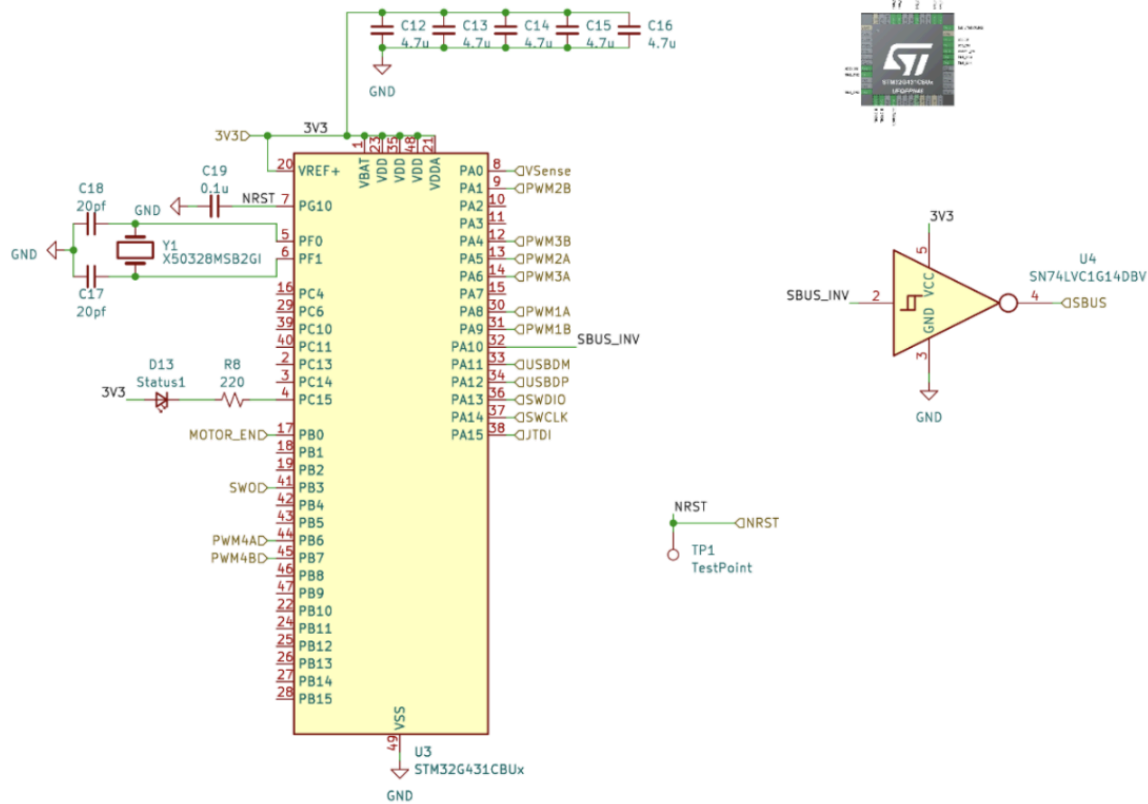 C12
4.7u
C13
4.7u
C14
4.7u
C15
4.7u
C16
4.7u
GND
STM32G431CBUx
UFQFPN48
3V3
3V3
1
23
35
48
21
VBAT
VDD
VDD
VDD
VDDA
20 VREF+
C19
0.1u
NRST
7 PG10
C18
20pf
GND
5 PF0
GND
Y1
X50328MSB2GI
6 PF1
C17
20pf
16 PC4
29 PC6
39 PC10
40 PC11
2 PC13
3 PC14
D13
Status1
R8
220
3V3
4 PC15
MOTOR_EN
17 PB0
18 PB1
19 PB2
SWO
41 PB3
42 PB4
43 PB5
PWM4A
44 PB6
PWM4B
45 PB7
46 PB8
47 PB9
22 PB10
24 PB11
25 PB12
26 PB13
27 PB14
28 PB15
PA0 8 VSense
PA1 9 PWM2B
PA2 10
PA3 11
PA4 12 PWM3B
PA5 13 PWM2A
PA6 14 PWM3A
PA7 15
PA8 30 PWM1A
PA9 31 PWM1B
PA10 32 SBUS_INV
PA11 33 USBDM
PA12 34 USBDP
PA13 36 SWDIO
PA14 37 SWCLK
PA15 38 JTDI
VSS
49
U3
STM32G431CBUx
GND
3V3
5
VCC
U4
SN74LVC1G14DBV
SBUS_INV
2
4
SBUS
GND
3
GND
NRST
NRST
TP1
TestPoint